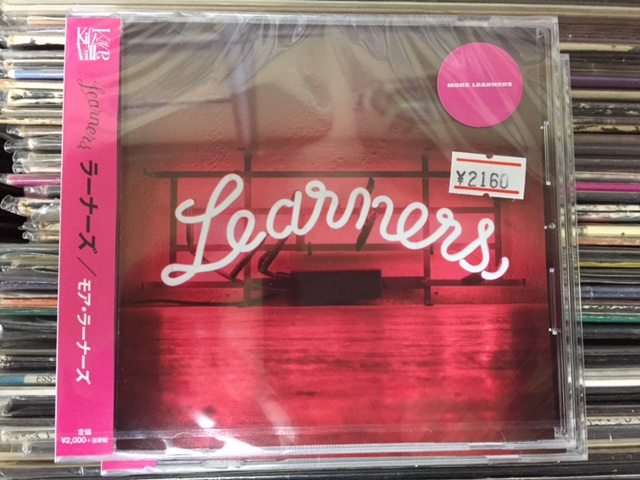 KiliKiliVilla
Learners
ラーナーズ / モア・ラーナーズ
定価
¥2,000+消費税
MORE LEARNERS
¥2160
Learners